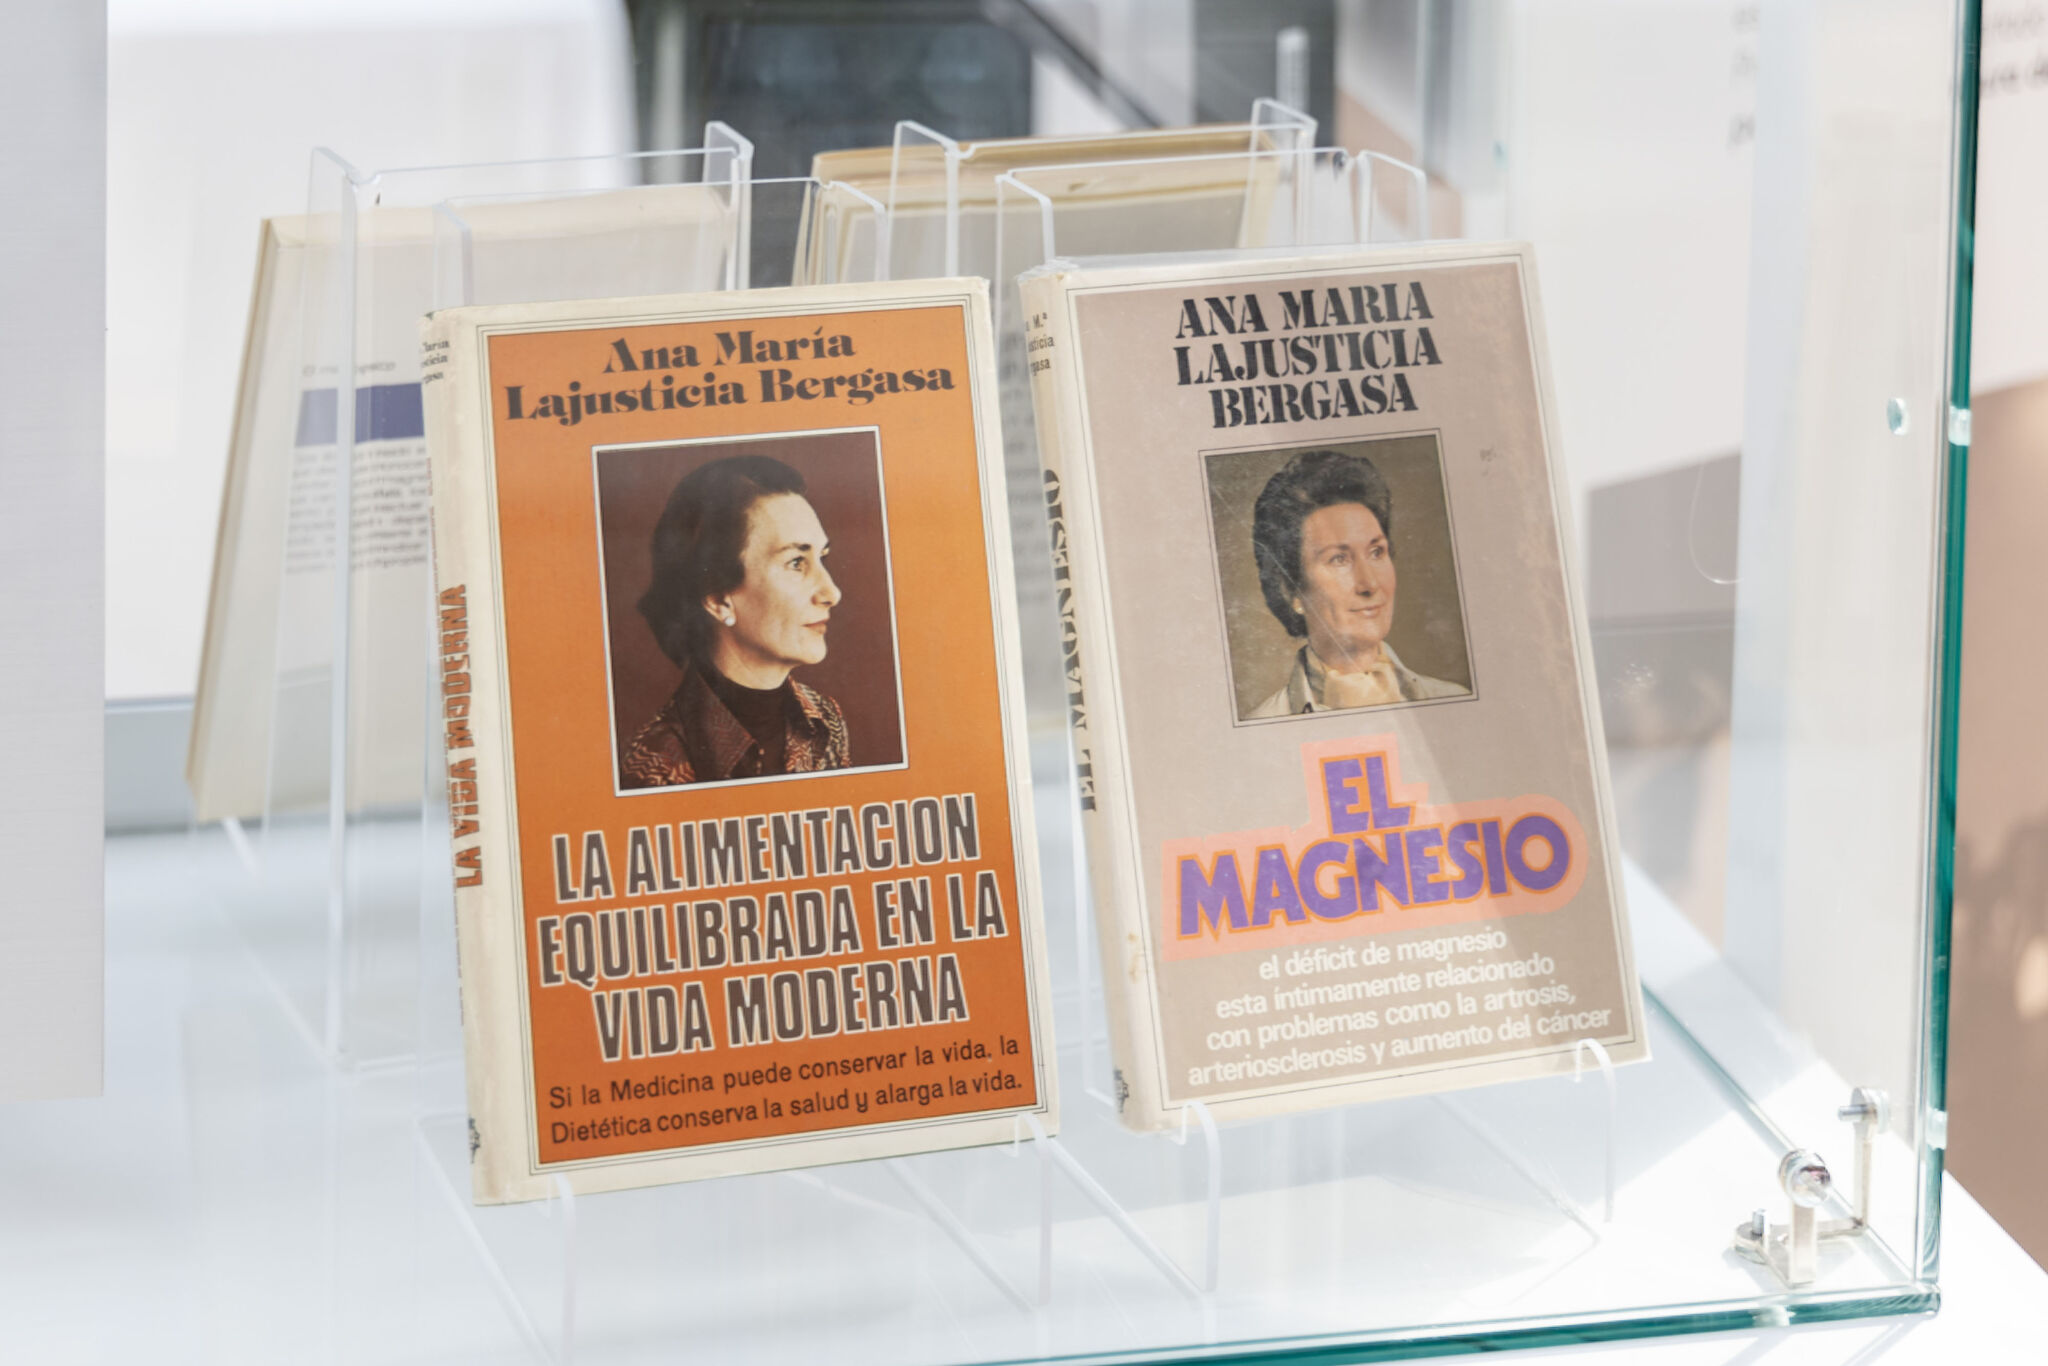 Ana María
Lajusticia Bergasa
LA ALIMENTACION
EQUILIBRADA EN LA
VIDA MODERNA
Si la Medicina puede conservar la vida, la
Dietética conserva la salud y alarga la vida.
LA VIDA MODERNA
ANA MARIA
LAJUSTICIA
BERGASA
EL
MAGNESIO
el déficit de magnesio
esta íntimamente relacionado
con problemas como la artrosis,
arteriosclerosis y aumento del cáncer
M.ª
EL MAGNESIO